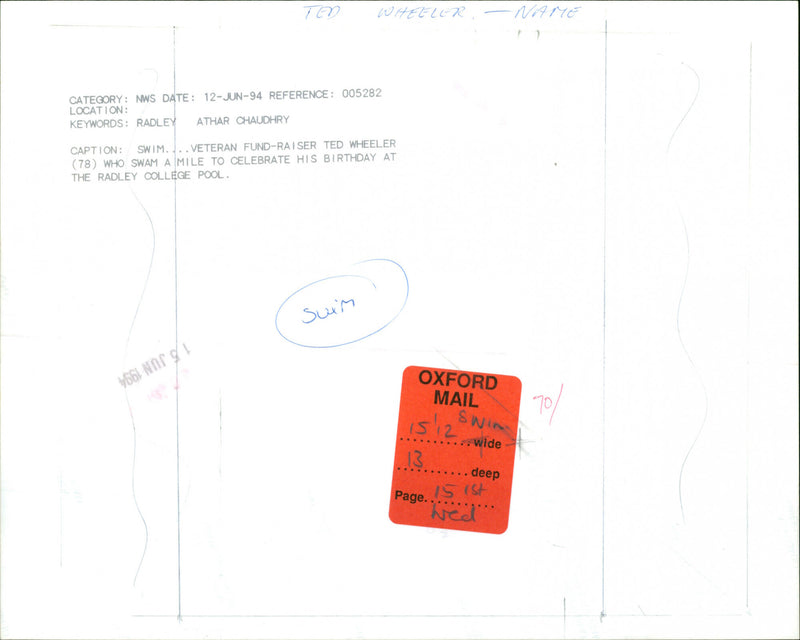 TED WHEELER. — NAME
CATEGORY: NWS DATE: 12-JUN-94 REFERENCE: 005282
LOCATION:
KEYWORDS: RADLEY ATHAR CHAUDHRY
CAPTION: SWIM....VETERAN FUND-RAISER TED WHEELER
(78) WHO SWAM A MILE TO CELEBRATE HIS BIRTHDAY AT
THE RADLEY COLLEGE POOL.
SWIM
15 JUN 1994
OXFORD
MAIL
Swim
15'12 ............wide
13
............deep
Page. 15 1st
Wed
70/